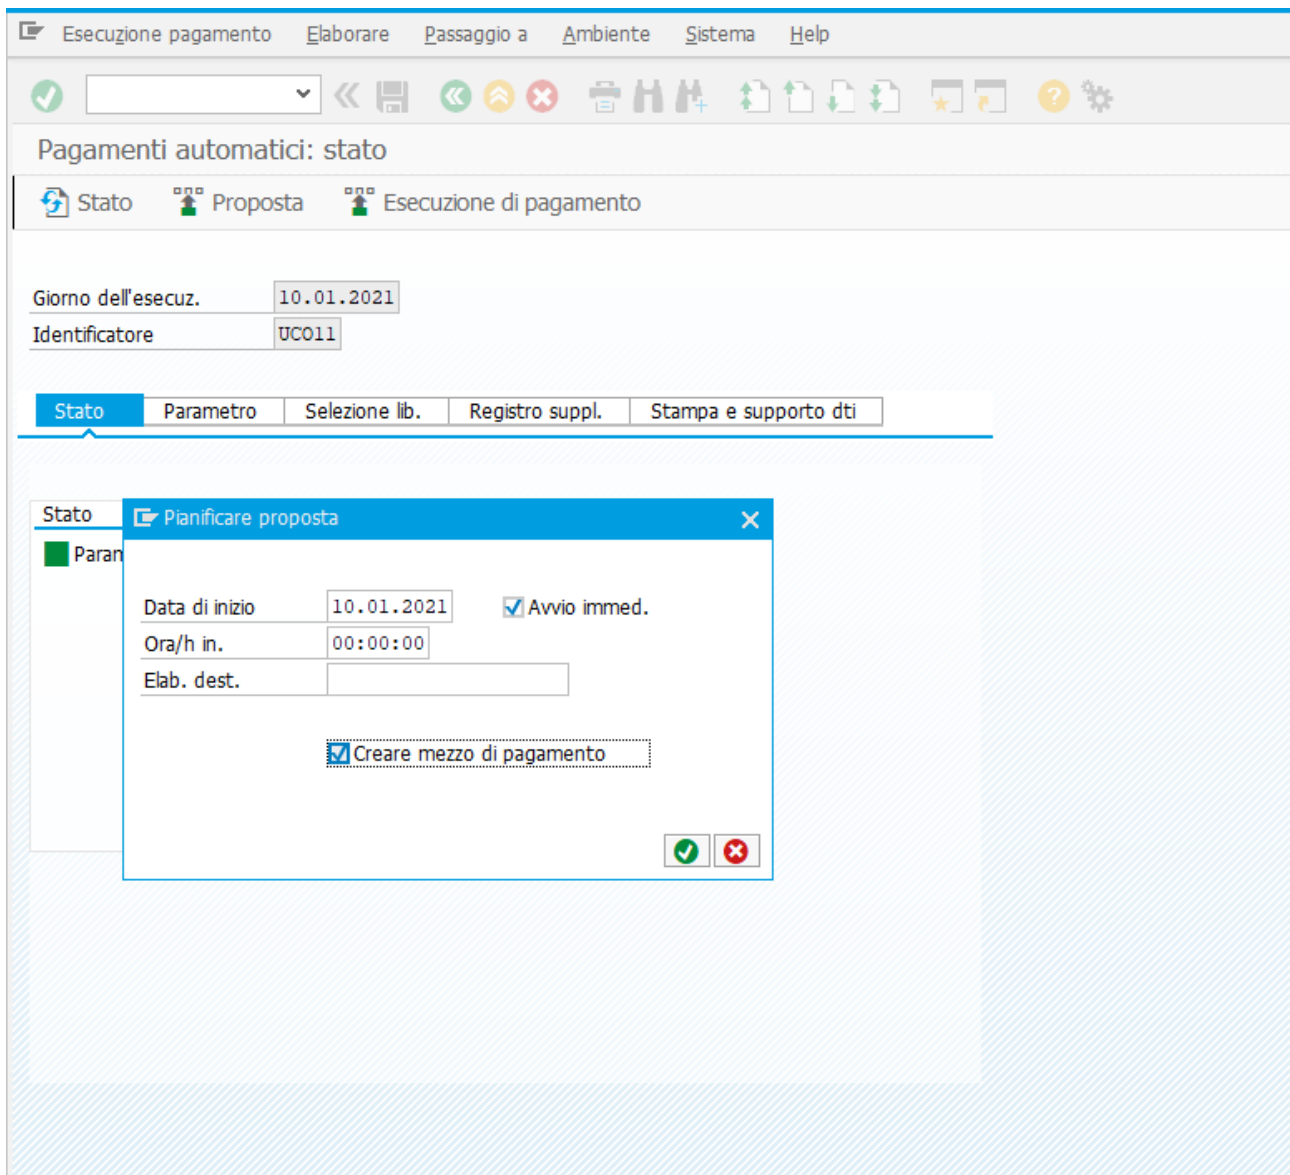 Esecuzione pagamento Elaborare Passaggio a Ambiente Sistema Help
Pagamenti automatici: stato
Stato Proposta Esecuzione di pagamento
Giorno dell'esecuz. 10.01.2021
Identificatore UCO11
Stato Parametro Selezione lib. Registro suppl. Stampa e supporto dti
Stato
Pianificare proposta
Param
Data di inizio 10.01.2021 Avvio immed.
Ora/h in. 00:00:00
Elab. dest.
Creare mezzo di pagamento